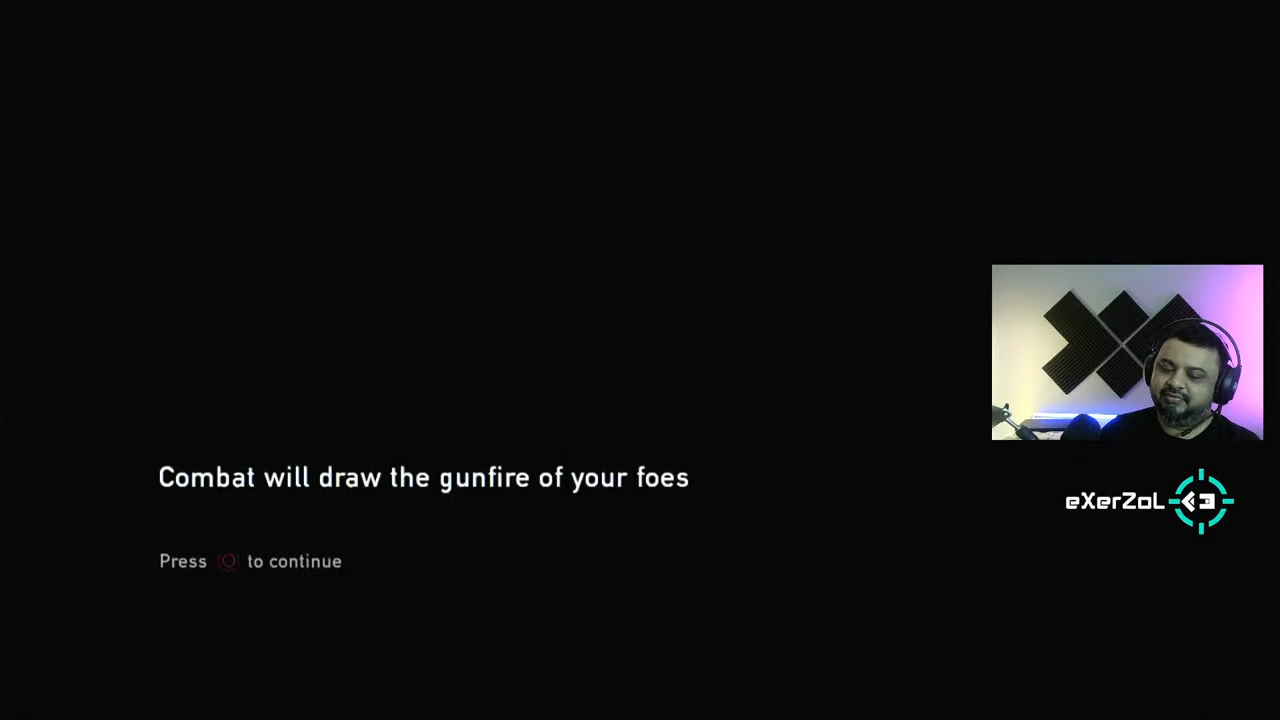 Combat will draw the gunfire of your foes
Press O to continue
eXerZoL